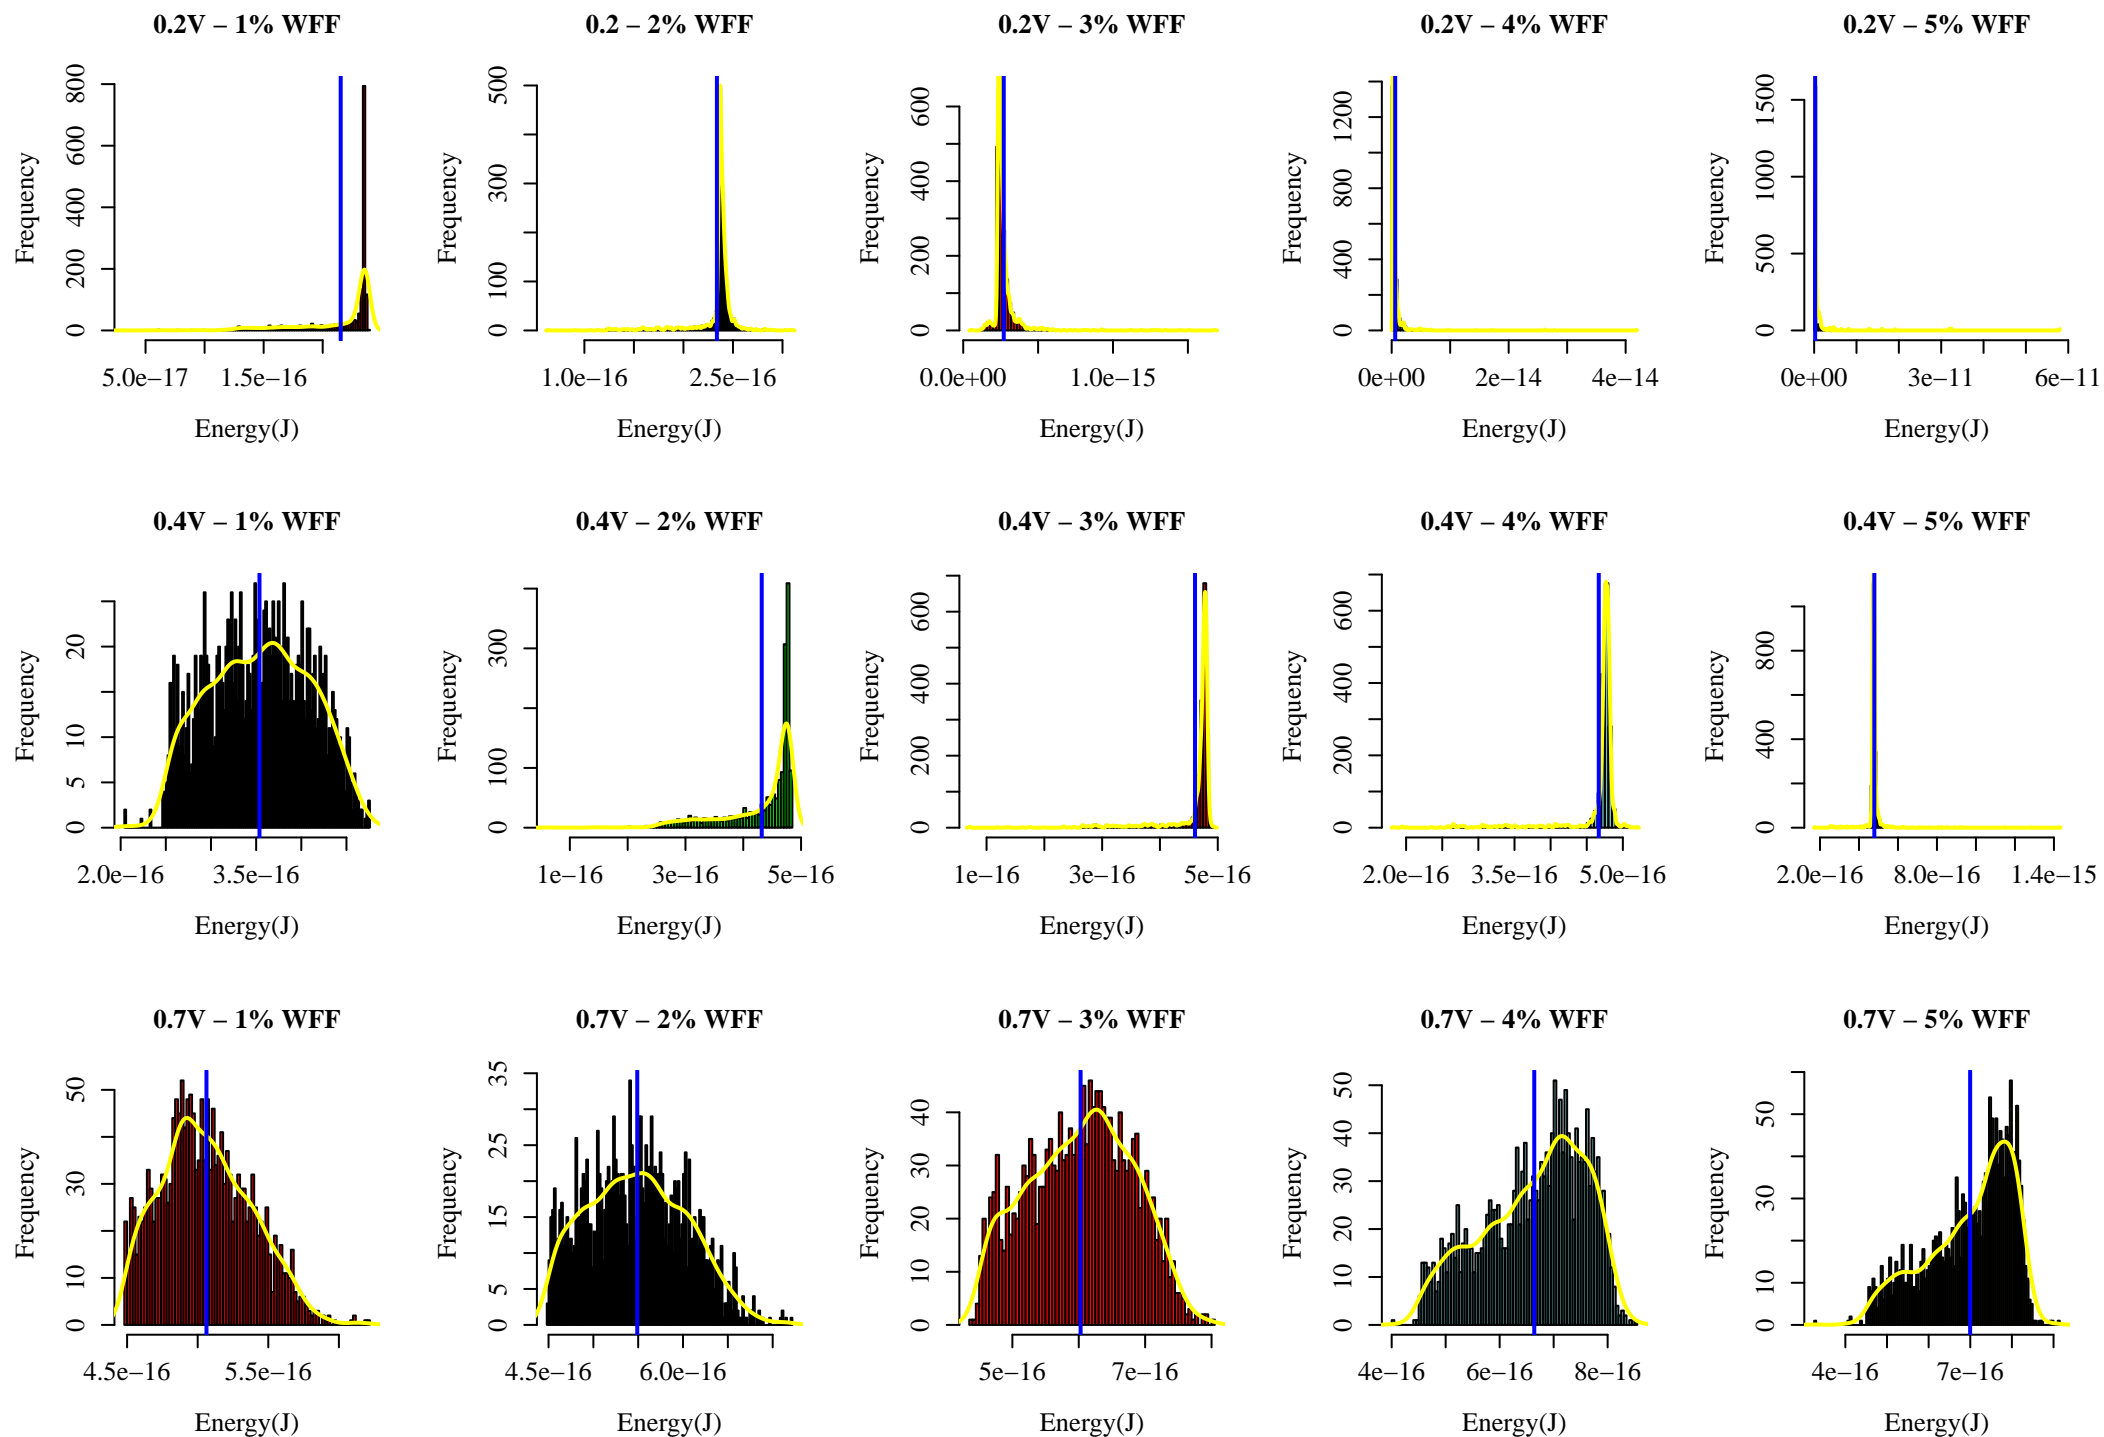 0.2V – 1% WFF
0.2 – 2% WFF
0.2V – 3% WFF
0.2V – 4% WFF
0.2V – 5% WFF
Frequency
0 200 400 600 800
5.0e−17 1.5e−16
Energy(J)
Frequency
0 100 300 500
1.0e−16 2.5e−16
Energy(J)
Frequency
0 200 400 600
0.0e+00 1.0e−15
Energy(J)
Frequency
0 400 800 1200
0e+00 2e−14 4e−14
Energy(J)
Frequency
0 500 1000 1500
0e+00 3e−11 6e−11
Energy(J)
0.4V – 1% WFF
0.4V – 2% WFF
0.4V – 3% WFF
0.4V – 4% WFF
0.4V – 5% WFF
Frequency
0 5 10 20
2.0e−16 3.5e−16
Energy(J)
Frequency
0 100 300
1e−16 3e−16 5e−16
Energy(J)
Frequency
0 200 400 600
1e−16 3e−16 5e−16
Energy(J)
Frequency
0 200 400 600
2.0e−16 3.5e−16 5.0e−16
Energy(J)
Frequency
0 400 800
2.0e−16 8.0e−16 1.4e−15
Energy(J)
0.7V – 1% WFF
0.7V – 2% WFF
0.7V – 3% WFF
0.7V – 4% WFF
0.7V – 5% WFF
Frequency
0 10 30 50
4.5e−16 5.5e−16
Energy(J)
Frequency
0 5 15 25 35
4.5e−16 6.0e−16
Energy(J)
Frequency
0 10 20 30 40
5e−16 7e−16
Energy(J)
Frequency
0 10 20 30 40 50
4e−16 6e−16 8e−16
Energy(J)
Frequency
0 10 30 50
4e−16 7e−16
Energy(J)